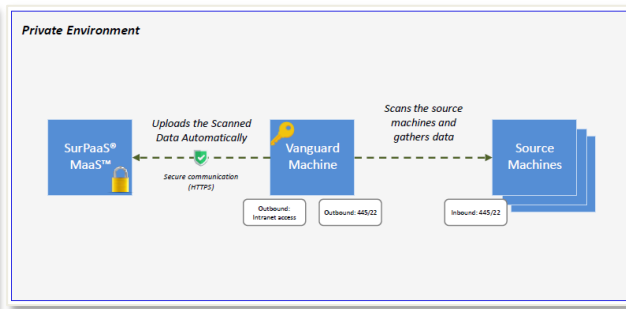 Private Environment
Uploads the Scanned
Data Automatically
Scans the source
machines and
gathers data
SurPaaS®
MaaS™
Vanguard
Machine
Source
Machines
Secure communication
(HTTPS)
Outbound:
Intranet access
Outbound: 445/22
Inbound: 445/22